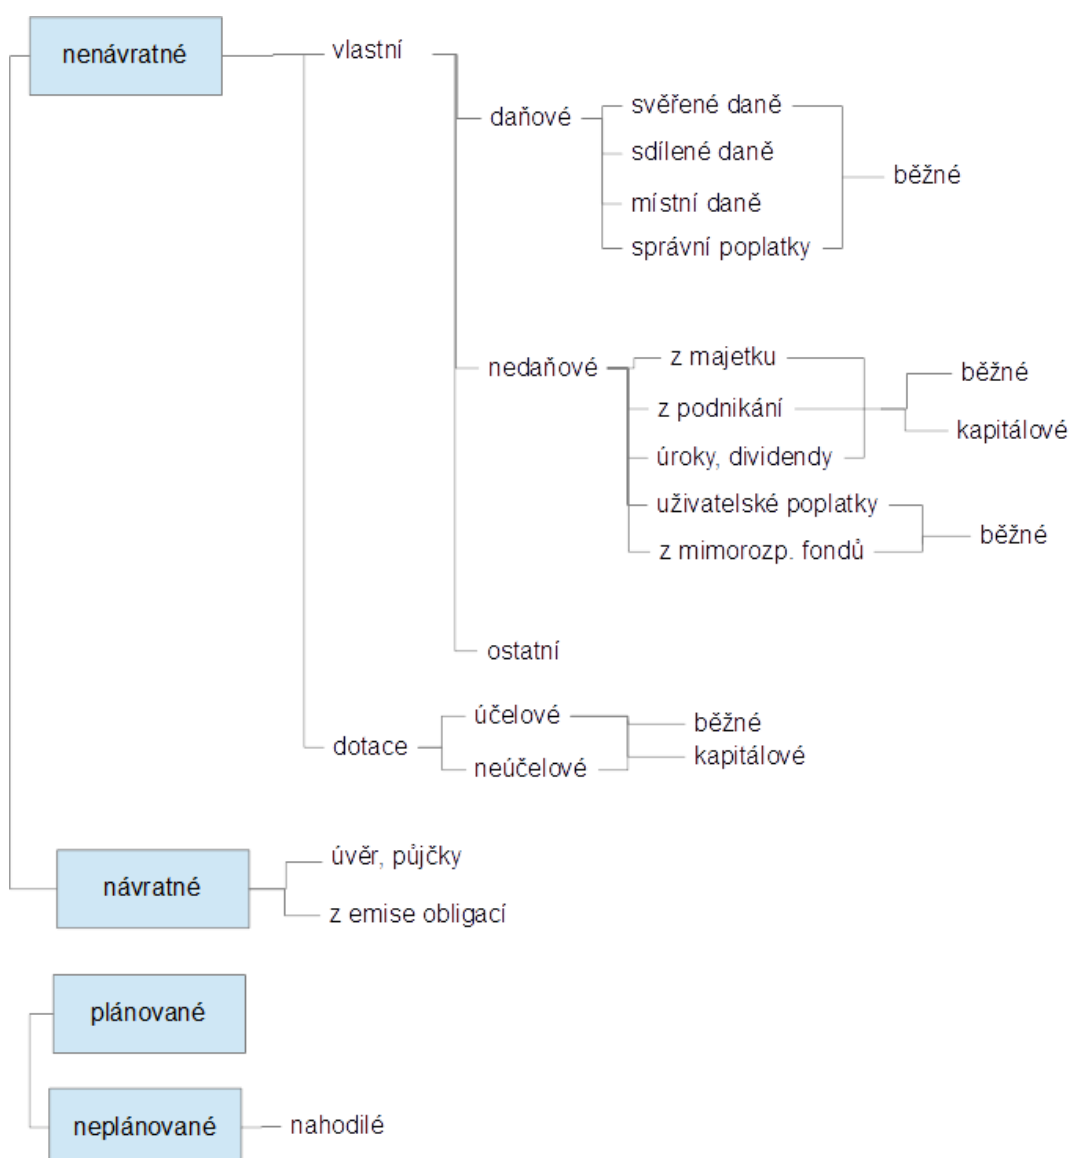 nenávratné
vlastní
daňové
svěřené daně
sdílené daně
místní daně
správní poplatky
běžné
nedaňové
z majetku
z podnikání
úroky, dividendy
uživatelské poplatky
z mimorozp. fondů
běžné
kapitálové
běžné
ostatní
dotace
účelové
neúčelové
běžné
kapitálové
návratné
úvěr, půjčky
z emise obligací
plánované
neplánované
nahodilé